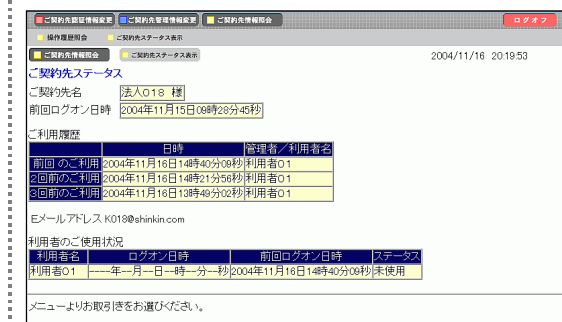 ご契約先暗証情報変更 ご契約先管理情報変更 ご契約先情報照会 ログオフ
操作履歴照会 ご契約先ステータス表示
ご契約先情報照会 ご契約先ステータス表示 2004/11/16 20:19:53
ご契約先ステータス
ご契約先名 法人018 様
前回ログオン日時 2004年11月15日09時28分45秒
ご利用履歴
日時 管理者/利用者名
前回 のご利用 2004年11月16日14時40分09秒 利用者01
2回前のご利用 2004年11月16日14時21分56秒 利用者01
3回前のご利用 2004年11月16日13時49分02秒 利用者01
Eメールアドレス K018@shinkin.com
利用者のご使用状況
利用者名 ログオン日時 前回ログオン日時 ステータス
利用者01 ----年--月--日--時--分--秒 2004年11月16日14時40分09秒 未使用
メニューよりお取引きをお選びください。